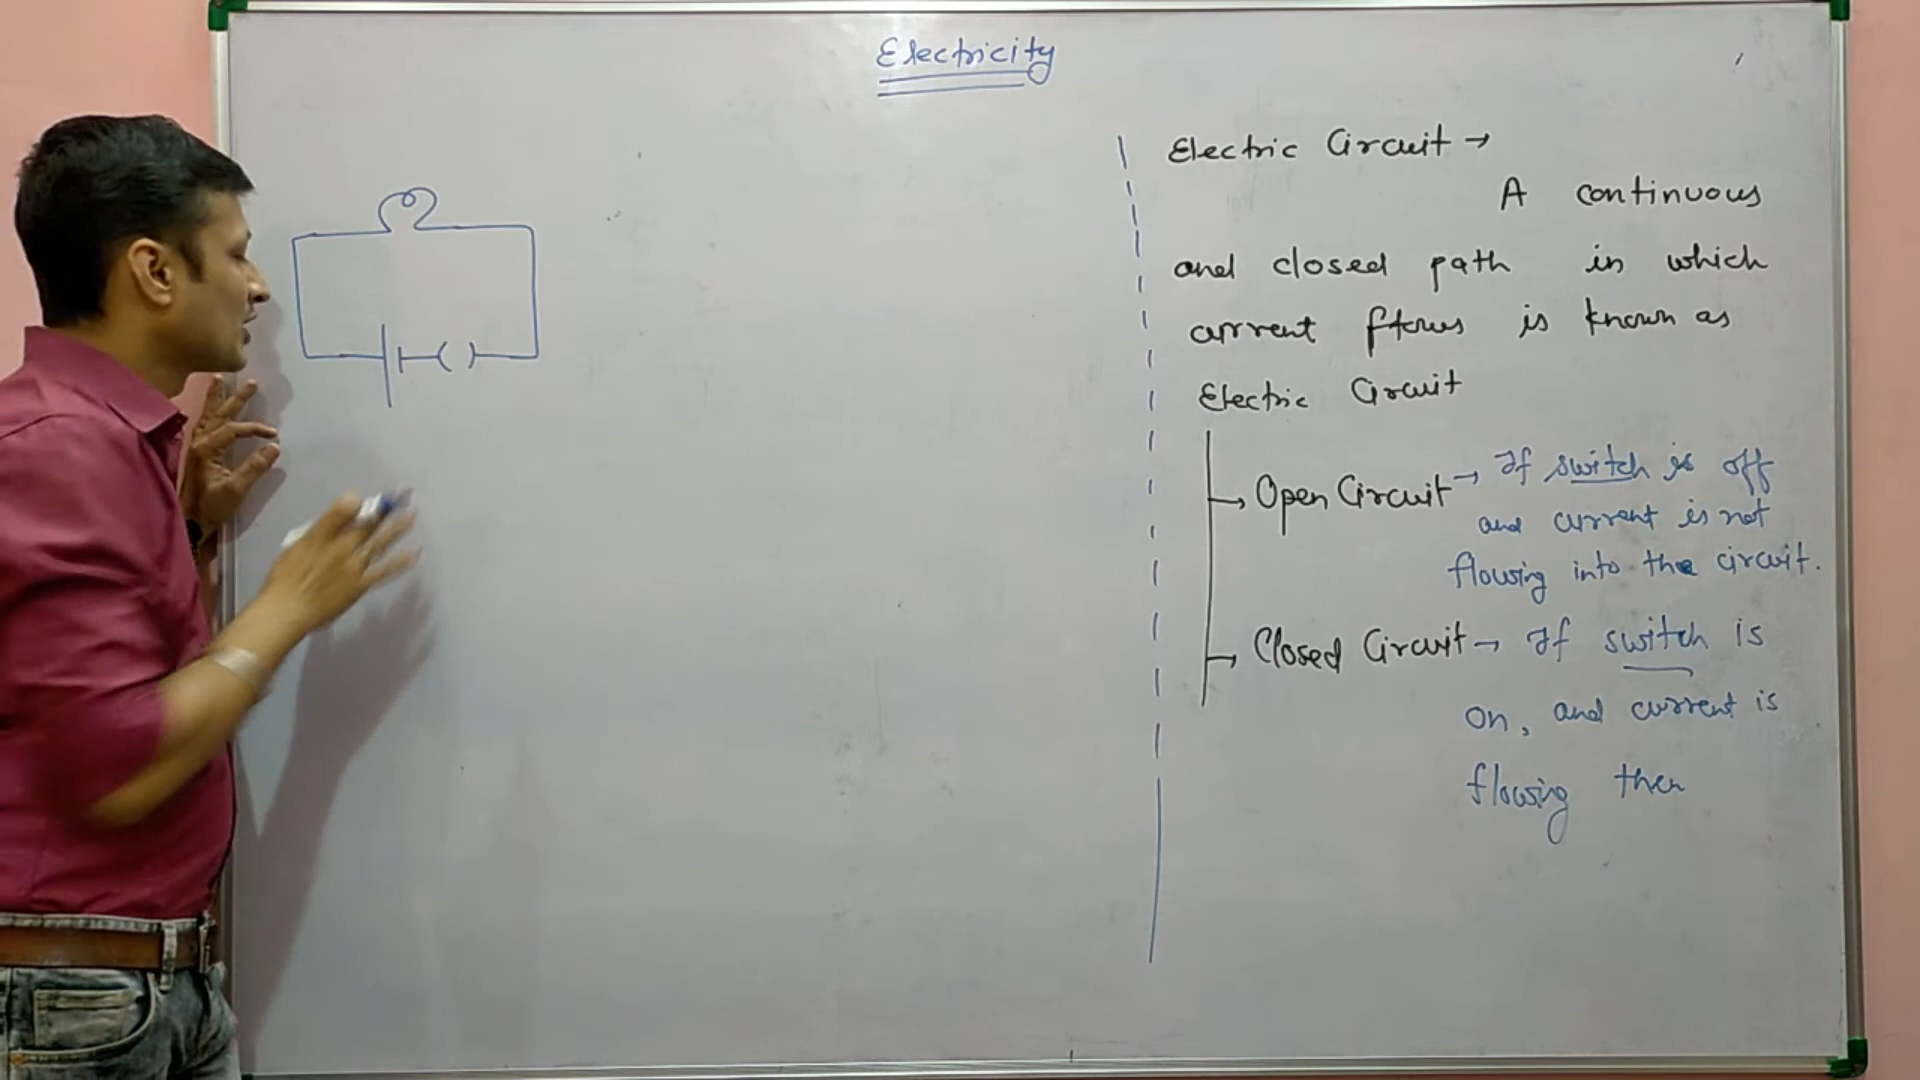 Electricity
Electric Circuit →
A continuous
and closed path in which
current flows is known as
Electric Circuit
→ Open Circuit → If switch is off
and current is not
flowing into the circuit.
→ Closed Circuit → If switch is
on, and current is
flowing then